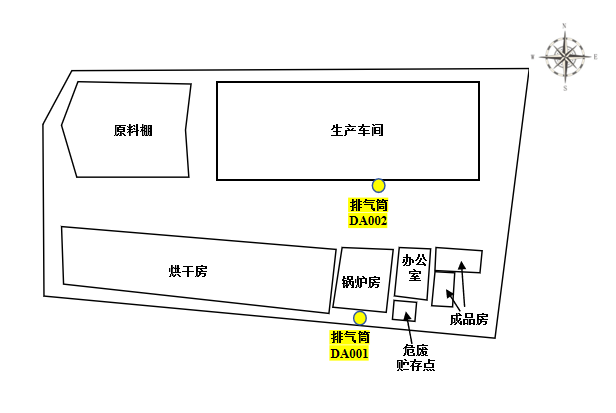 N
W
E
S
原料棚
生产车间
排气筒
DA002
烘干房
锅炉房
办公
室
成品房
排气筒
DA001
危废
贮存点